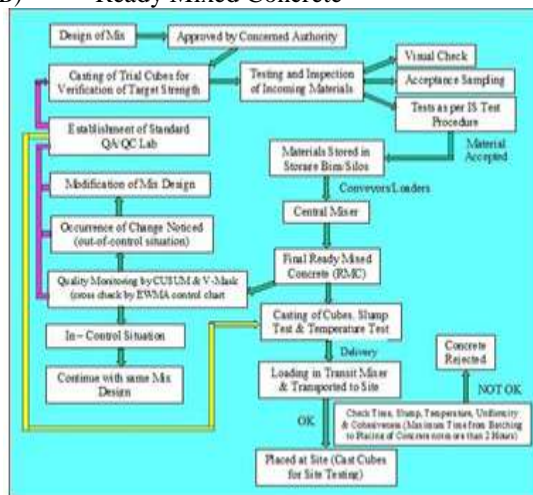 B) Ready Mixed Concrete
Design of Mix
Approved by Concerned Authority
Visual Check
Casting of Trial Cubes for
Verification of Target Strength
Testing and Inspection
of Incoming Materials
Acceptance Sampling
Tests as per IS Test
Procedure
Establishment of Standard
QA/QC Lab
Material
Accepted
Materials Stored in
Storage Bins/Silos
Modification of Mix Design
Conveyors/Loaders
Central Mixer
Occurrence of Change Noticed
(out-of-control situation)
Final Ready Mixed
Concrete (RMC)
Quality Monitoring by CUSUM & V-Mask
(cross check by EWMA control chart
Casting of Cubes, Slump
Test & Temperature Test
In – Control Situation
Delivery
Concrete
Rejected
Continue with same Mix
Design
Loading in Transit Mixer
& Transported to Site
NOT OK
OK
Check Time, Slump, Temperature, Uniformity
& Cohesiveness (Maximum Time from Batching
to Placing of Concrete not more than 2 Hours)
Placed at Site (Cast Cubes
for Site Testing)